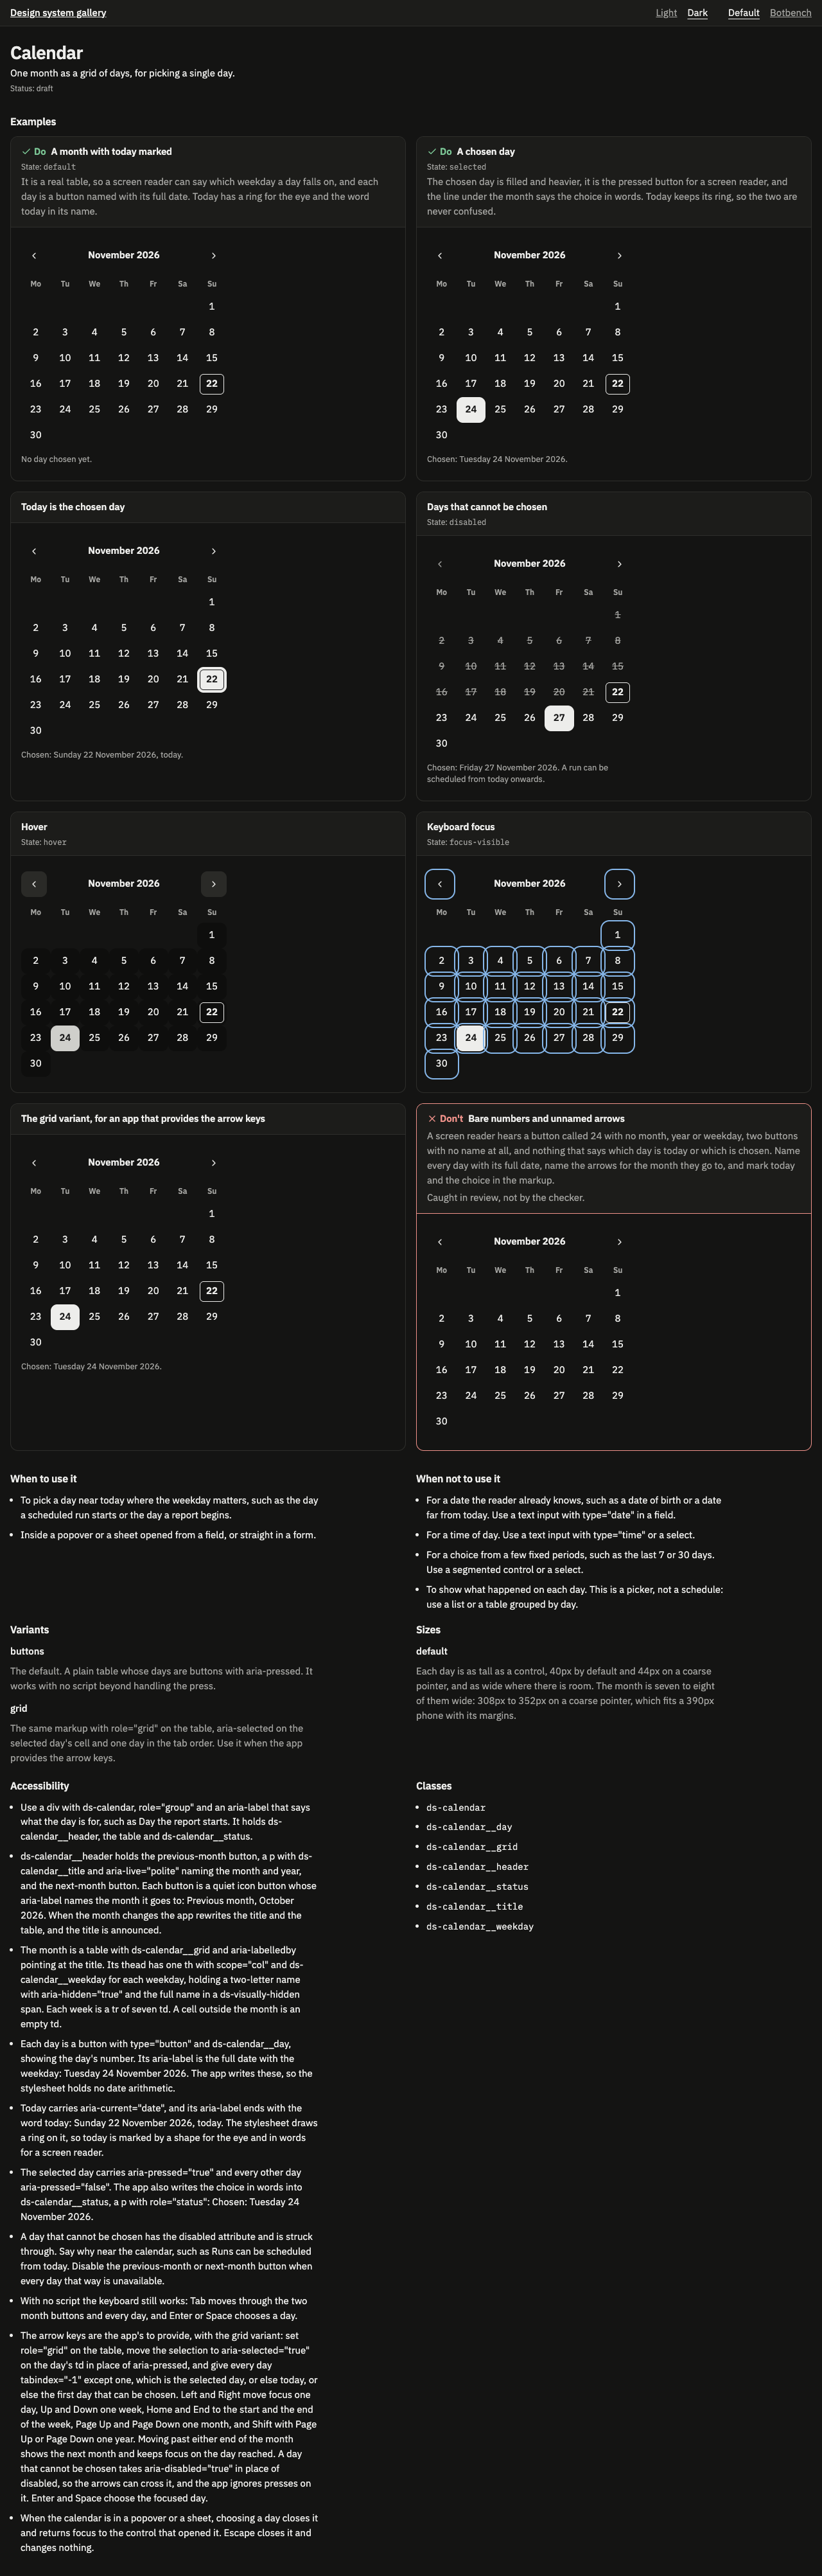 Design system gallery
Light Dark Default Botbench
Calendar
One month as a grid of days, for picking a single day.
Status: draft
Examples
Do A month with today marked
State: default
It is a real table, so a screen reader can say which weekday a day falls on, and each
day is a button named with its full date. Today has a ring for the eye and the word
today in its name.
November 2026
Mo Tu We Th Fr Sa Su
1
2 3 4 5 6 7 8
9 10 11 12 13 14 15
16 17 18 19 20 21 22
23 24 25 26 27 28 29
30
No day chosen yet.
Do A chosen day
State: selected
The chosen day is filled and heavier, it is the pressed button for a screen reader, and
the line under the month says the choice in words. Today keeps its ring, so the two are
never confused.
November 2026
Mo Tu We Th Fr Sa Su
1
2 3 4 5 6 7 8
9 10 11 12 13 14 15
16 17 18 19 20 21 22
23 24 25 26 27 28 29
30
Chosen: Tuesday 24 November 2026.
Today is the chosen day
November 2026
Mo Tu We Th Fr Sa Su
1
2 3 4 5 6 7 8
9 10 11 12 13 14 15
16 17 18 19 20 21 22
23 24 25 26 27 28 29
30
Chosen: Sunday 22 November 2026, today.
Days that cannot be chosen
State: disabled
November 2026
Mo Tu We Th Fr Sa Su
1
2 3 4 5 6 7 8
9 10 11 12 13 14 15
16 17 18 19 20 21 22
23 24 25 26 27 28 29
30
Chosen: Friday 27 November 2026. A run can be
scheduled from today onwards.
Hover
State: hover
November 2026
Mo Tu We Th Fr Sa Su
1
2 3 4 5 6 7 8
9 10 11 12 13 14 15
16 17 18 19 20 21 22
23 24 25 26 27 28 29
30
Keyboard focus
State: focus-visible
November 2026
Mo Tu We Th Fr Sa Su
1
2 3 4 5 6 7 8
9 10 11 12 13 14 15
16 17 18 19 20 21 22
23 24 25 26 27 28 29
30
The grid variant, for an app that provides the arrow keys
November 2026
Mo Tu We Th Fr Sa Su
1
2 3 4 5 6 7 8
9 10 11 12 13 14 15
16 17 18 19 20 21 22
23 24 25 26 27 28 29
30
Chosen: Tuesday 24 November 2026.
Don't Bare numbers and unnamed arrows
A screen reader hears a button called 24 with no month, year or weekday, two buttons
with no name at all, and nothing that says which day is today or which is chosen. Name
every day with its full date, name the arrows for the month they go to, and mark today
and the choice in the markup.
Caught in review, not by the checker.
November 2026
Mo Tu We Th Fr Sa Su
1
2 3 4 5 6 7 8
9 10 11 12 13 14 15
16 17 18 19 20 21 22
23 24 25 26 27 28 29
30
When to use it
To pick a day near today where the weekday matters, such as the day
a scheduled run starts or the day a report begins.
Inside a popover or a sheet opened from a field, or straight in a form.
When not to use it
For a date the reader already knows, such as a date of birth or a date
far from today. Use a text input with type="date" in a field.
For a time of day. Use a text input with type="time" or a select.
For a choice from a few fixed periods, such as the last 7 or 30 days.
Use a segmented control or a select.
To show what happened on each day. This is a picker, not a schedule:
use a list or a table grouped by day.
Variants
buttons
The default. A plain table whose days are buttons with aria-pressed. It
works with no script beyond handling the press.
grid
The same markup with role="grid" on the table, aria-selected on the
selected day's cell and one day in the tab order. Use it when the app
provides the arrow keys.
Sizes
default
Each day is as tall as a control, 40px by default and 44px on a coarse
pointer, and as wide where there is room. The month is seven to eight
of them wide: 308px to 352px on a coarse pointer, which fits a 390px
phone with its margins.
Accessibility
Use a div with ds-calendar, role="group" and an aria-label that says
what the day is for, such as Day the report starts. It holds ds-
calendar__header, the table and ds-calendar__status.
ds-calendar__header holds the previous-month button, a p with ds-
calendar__title and aria-live="polite" naming the month and year,
and the next-month button. Each button is a quiet icon button whose
aria-label names the month it goes to: Previous month, October
2026. When the month changes the app rewrites the title and the
table, and the title is announced.
The month is a table with ds-calendar__grid and aria-labelledby
pointing at the title. Its thead has one th with scope="col" and ds-
calendar__weekday for each weekday, holding a two-letter name
with aria-hidden="true" and the full name in a ds-visually-hidden
span. Each week is a tr of seven td. A cell outside the month is an
empty td.
Each day is a button with type="button" and ds-calendar__day,
showing the day's number. Its aria-label is the full date with the
weekday: Tuesday 24 November 2026. The app writes these, so the
stylesheet holds no date arithmetic.
Today carries aria-current="date", and its aria-label ends with the
word today: Sunday 22 November 2026, today. The stylesheet draws
a ring on it, so today is marked by a shape for the eye and in words
for a screen reader.
The selected day carries aria-pressed="true" and every other day
aria-pressed="false". The app also writes the choice in words into
ds-calendar__status, a p with role="status": Chosen: Tuesday 24
November 2026.
A day that cannot be chosen has the disabled attribute and is struck
through. Say why near the calendar, such as Runs can be scheduled
from today. Disable the previous-month or next-month button when
every day that way is unavailable.
With no script the keyboard still works: Tab moves through the two
month buttons and every day, and Enter or Space chooses a day.
The arrow keys are the app's to provide, with the grid variant: set
role="grid" on the table, move the selection to aria-selected="true"
on the day's td in place of aria-pressed, and give every day
tabindex="-1" except one, which is the selected day, or else today, or
else the first day that can be chosen. Left and Right move focus one
day, Up and Down one week, Home and End to the start and the end
of the week, Page Up and Page Down one month, and Shift with Page
Up or Page Down one year. Moving past either end of the month
shows the next month and keeps focus on the day reached. A day
that cannot be chosen takes aria-disabled="true" in place of
disabled, so the arrows can cross it, and the app ignores presses on
it. Enter and Space choose the focused day.
When the calendar is in a popover or a sheet, choosing a day closes it
and returns focus to the control that opened it. Escape closes it and
changes nothing.
Classes
ds-calendar
ds-calendar__day
ds-calendar__grid
ds-calendar__header
ds-calendar__status
ds-calendar__title
ds-calendar__weekday